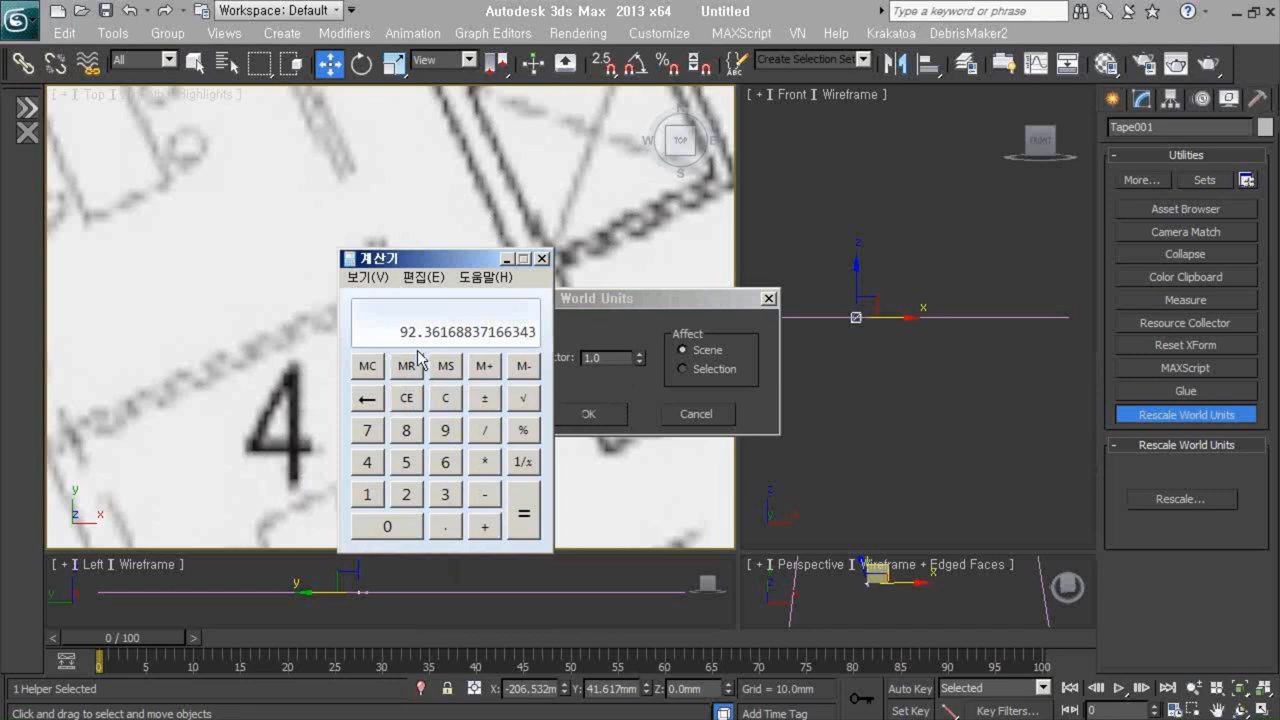 Workspace: Default
Autodesk 3ds Max 2013 x64 Untitled
Type a keyword or phrase
Edit Tools Group Views Create Modifiers Animation Graph Editors Rendering Customize MAXScript VN Help Krakatoa DebrisMaker2
All
View
2.5
Create Selection Set
[ + ] Front ] Wireframe ]
Tape001
TOP
W
S
FRONT
Utilities
More... Sets
Asset Browser
Camera Match
Collapse
Color Clipboard
Measure
Resource Collector
Reset XForm
MAXScript
Glue
Rescale World Units
Rescale World Units
Rescale...
계산기
보기(V) 편집(E) 도움말(H)
92.36168837166343
MC MR MS M+ M-
← CE C ± √
7 8 9 / %
4 5 6 * 1/x
1 2 3 - =
0 . +
World Units
Affect
Scene
Selection
tor: 1.0
OK Cancel
4
y
z x
z
x
[ + ] Left ] Wireframe ]
y
[ + ] Perspective ] Wireframe + Edged Faces ]
x
< 0 / 100 >
0 5 10 15 20 25 30 35 40 45 50 55 60 65 70 75 80 85 90 95 100
1 Helper Selected
X: -206.532m Y: 41.617mm Z: 0.0mm Grid = 10.0mm
Auto Key Selected
Click and drag to select and move objects
Add Time Tag
Set Key Key Filters...
0